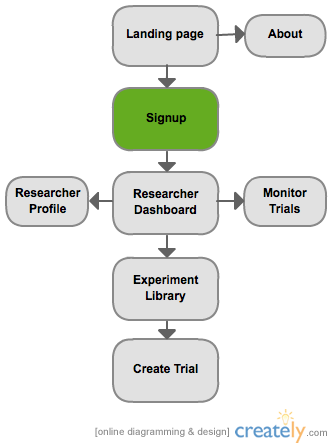 Landing page
About
Signup
Researcher
Profile
Researcher
Dashboard
Monitor
Trials
Experiment
Library
Create Trial
[online diagramming & design] creately.com